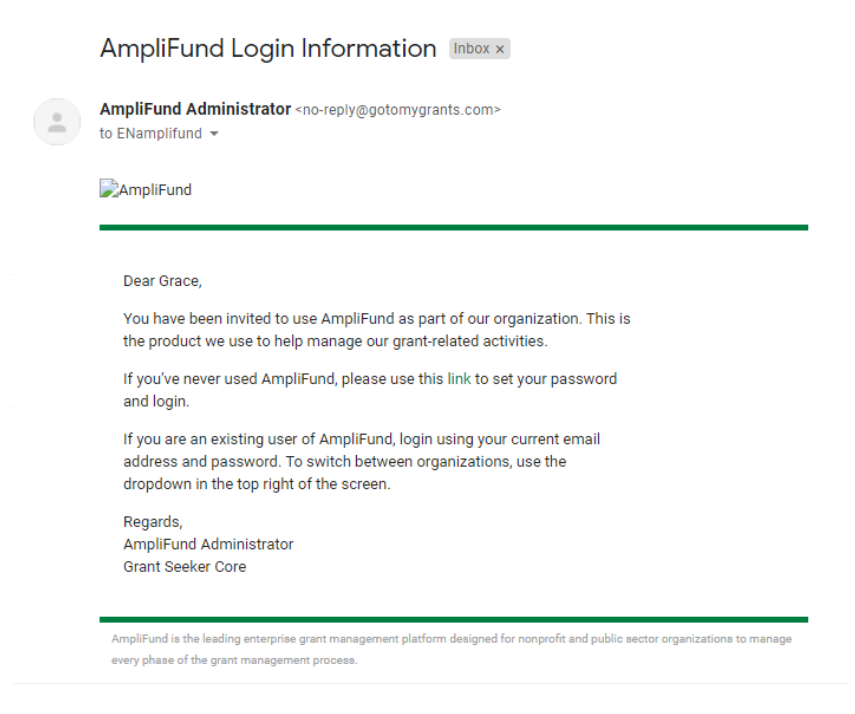 AmpliFund Login Information Inbox ×
AmpliFund Administrator <no-reply@gotomygrants.com>
to ENamplifund
AmpliFund
Dear Grace,
You have been invited to use AmpliFund as part of our organization. This is
the product we use to help manage our grant-related activities.
If you’ve never used AmpliFund, please use this link to set your password
and login.
If you are an existing user of AmpliFund, login using your current email
address and password. To switch between organizations, use the
dropdown in the top right of the screen.
Regards,
AmpliFund Administrator
Grant Seeker Core
AmpliFund is the leading enterprise grant management platform designed for nonprofit and public sector organizations to manage
every phase of the grant management process.